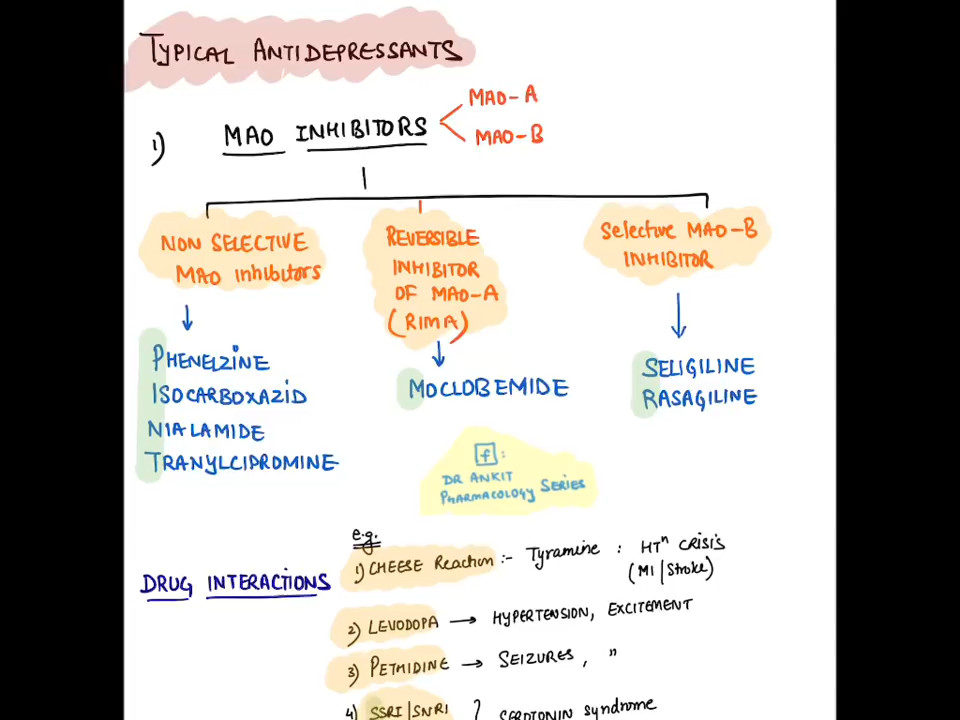 TYPICAL ANTIDEPRESSANTS
1) MAO INHIBITORS
MAO-A
MAO-B
NON SELECTIVE
MAO inhibitors
PHENELZINE
ISOCARBOXAZID
NIALAMIDE
TRANYLCIPROMINE
REVERSIBLE
INHIBITOR
OF MAO-A
(RIMA)
MOCLOBEMIDE
Selective MAO-B
INHIBITOR
SELIGILINE
RASAGILINE
f:
DR ANKIT
PHARMACOLOGY SERIES
DRUG INTERACTIONS
e.g.
1) CHEESE Reaction :- Tyramine : HTⁿ CRISIS
(MI/Stroke)
2) LEVODOPA → HYPERTENSION, EXCITEMENT
3) PETHIDINE → SEIZURES, "
4) SSRI/SNRI } SEROTONIN syndrome